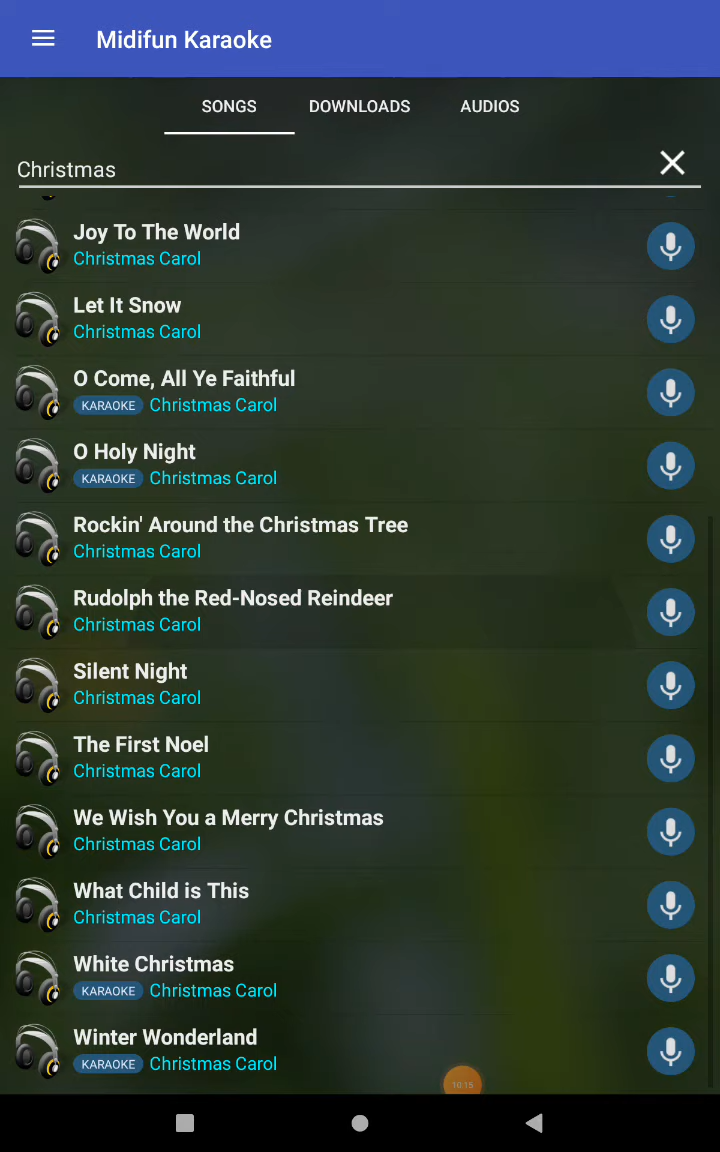 Midifun Karaoke
SONGS DOWNLOADS AUDIOS
Christmas
Joy To The World
Christmas Carol
Let It Snow
Christmas Carol
O Come, All Ye Faithful
KARAOKE Christmas Carol
O Holy Night
KARAOKE Christmas Carol
Rockin' Around the Christmas Tree
Christmas Carol
Rudolph the Red-Nosed Reindeer
Christmas Carol
Silent Night
Christmas Carol
The First Noel
Christmas Carol
We Wish You a Merry Christmas
Christmas Carol
What Child is This
Christmas Carol
White Christmas
KARAOKE Christmas Carol
Winter Wonderland
KARAOKE Christmas Carol
10:15